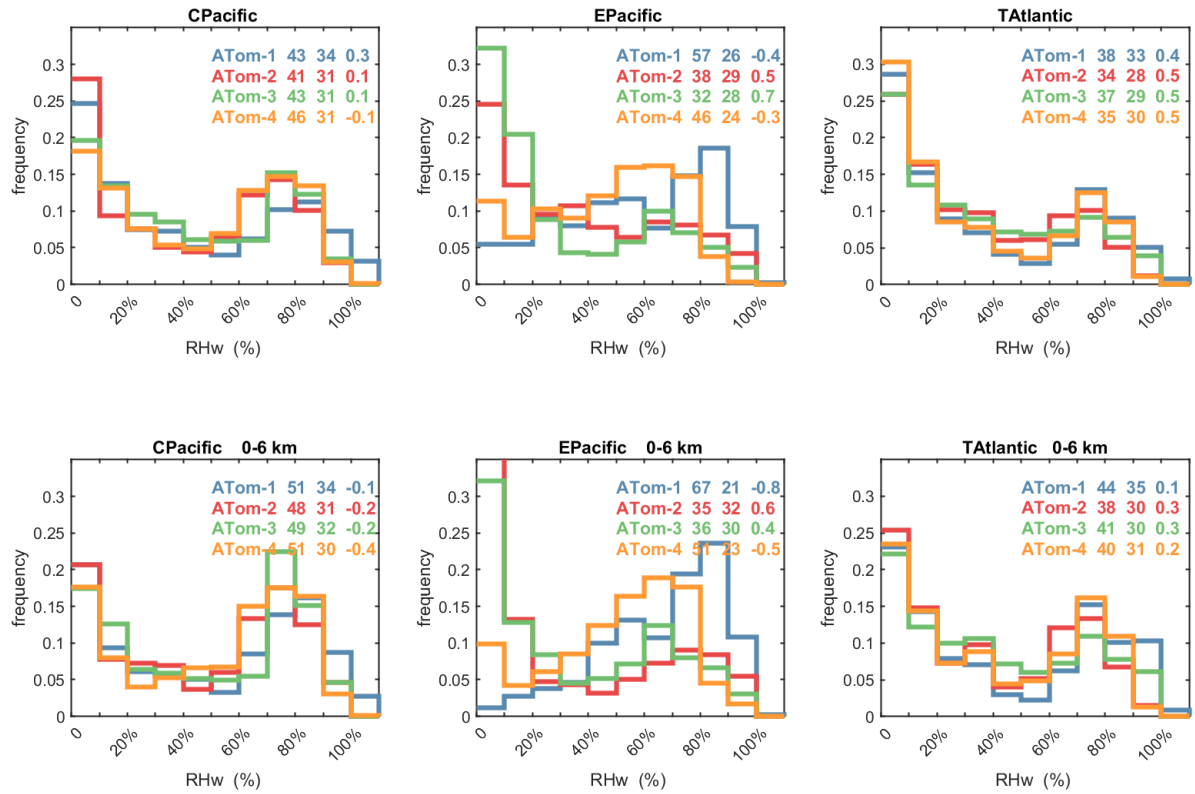 CPacific
ATom-1 43 34 0.3
ATom-2 41 31 0.1
ATom-3 43 31 0.1
ATom-4 46 31 -0.1
0.3
0.25
0.2
0.15
0.1
0.05
0
frequency
0 20% 40% 60% 80% 100%
RHw (%)
EPacific
ATom-1 57 26 -0.4
ATom-2 38 29 0.5
ATom-3 32 28 0.7
ATom-4 46 24 -0.3
0.3
0.25
0.2
0.15
0.1
0.05
0
frequency
0 20% 40% 60% 80% 100%
RHw (%)
TAtlantic
ATom-1 38 33 0.4
ATom-2 34 28 0.5
ATom-3 37 29 0.5
ATom-4 35 30 0.5
0.3
0.25
0.2
0.15
0.1
0.05
0
frequency
0 20% 40% 60% 80% 100%
RHw (%)
CPacific 0-6 km
ATom-1 51 34 -0.1
ATom-2 48 31 -0.2
ATom-3 49 32 -0.2
ATom-4 51 30 -0.4
0.3
0.25
0.2
0.15
0.1
0.05
0
frequency
0 20% 40% 60% 80% 100%
RHw (%)
EPacific 0-6 km
ATom-1 67 21 -0.8
ATom-2 35 32 0.6
ATom-3 36 30 0.4
ATom-4 51 23 -0.5
0.3
0.25
0.2
0.15
0.1
0.05
0
frequency
0 20% 40% 60% 80% 100%
RHw (%)
TAtlantic 0-6 km
ATom-1 44 35 0.1
ATom-2 38 30 0.3
ATom-3 41 30 0.3
ATom-4 40 31 0.2
0.3
0.25
0.2
0.15
0.1
0.05
0
frequency
0 20% 40% 60% 80% 100%
RHw (%)